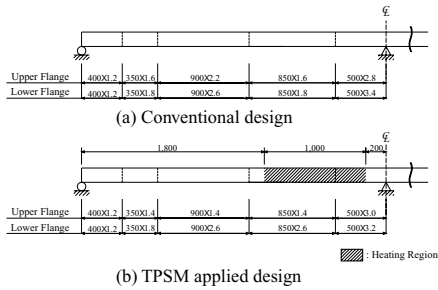 ℄
Upper Flange 400X1.2 350X1.6 900X2.2 850X1.6 500X2.8
Lower Flange 400X1.2 350X1.8 900X2.6 850X1.8 500X3.4
(a) Conventional design
℄
1,800 1,000 200
Upper Flange 400X1.2 350X1.4 900X1.4 850X1.4 500X3.0
Lower Flange 400X1.2 350X1.8 900X2.6 850X2.6 500X3.2
: Heating Region
(b) TPSM applied design